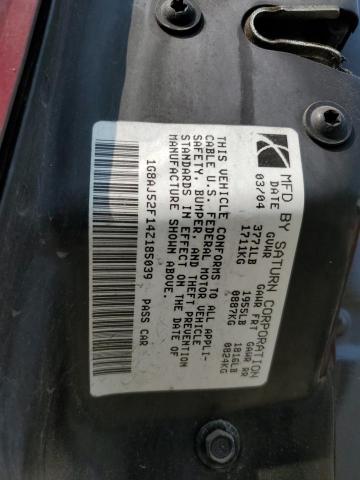 MFD BY SATURN CORPORATION
DATE GVWR GAWR FRT GAWR RR
03/04 3771LB 1955LB 1816LB
1711KG 0887KG 0824KG
THIS VEHICLE CONFORMS TO ALL APPLI-
CABLE U.S. FEDERAL MOTOR VEHICLE
SAFETY, BUMPER, AND THEFT PREVENTION
STANDARDS IN EFFECT ON THE DATE OF
MANUFACTURE SHOWN ABOVE.
1G8AJ52F14Z185039 PASS CAR